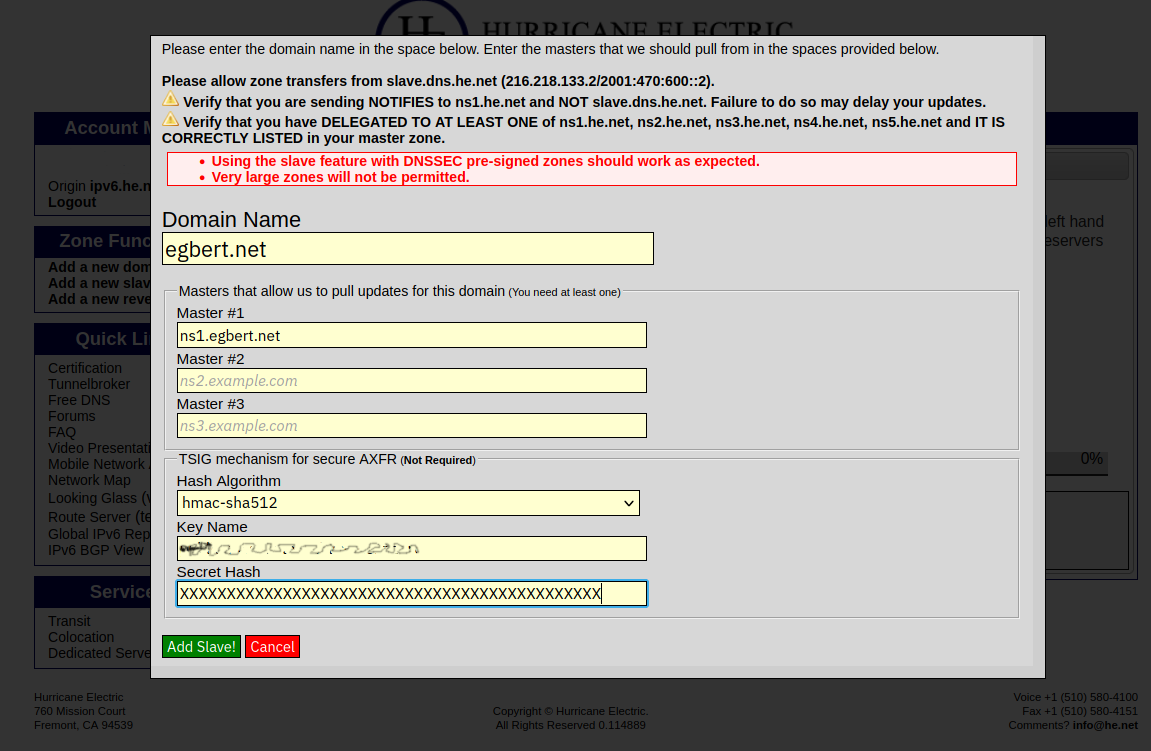 HURRICANE ELECTRIC
Please enter the domain name in the space below. Enter the masters that we should pull from in the spaces provided below.
Please allow zone transfers from slave.dns.he.net (216.218.133.2/2001:470:600::2).
Verify that you are sending NOTIFIES to ns1.he.net and NOT slave.dns.he.net. Failure to do so may delay your updates.
Verify that you have DELEGATED TO AT LEAST ONE of ns1.he.net, ns2.he.net, ns3.he.net, ns4.he.net, ns5.he.net and IT IS
CORRECTLY LISTED in your master zone.
• Using the slave feature with DNSSEC pre-signed zones should work as expected.
• Very large zones will not be permitted.
Domain Name
egbert.net
Masters that allow us to pull updates for this domain (You need at least one)
Master #1
ns1.egbert.net
Master #2
ns2.example.com
Master #3
ns3.example.com
TSIG mechanism for secure AXFR (Not Required)
Hash Algorithm
hmac-sha512
Key Name
Secret Hash
XXXXXXXXXXXXXXXXXXXXXXXXXXXXXXXXXXXXXXXXXXXXX
Add Slave! Cancel
Account
Origin ipv6.he.n
Logout
Zone Func
Add a new dom
Add a new slav
Add a new reve
Quick Li
Certification
Tunnelbroker
Free DNS
Forums
FAQ
Video Presentati
Mobile Network
Network Map
Looking Glass (
Route Server (te
Global IPv6 Rep
IPv6 BGP View
Service
Transit
Colocation
Dedicated Serve
left hand
eservers
0%
Hurricane Electric
760 Mission Court
Fremont, CA 94539
Copyright © Hurricane Electric.
All Rights Reserved 0.114889
Voice +1 (510) 580-4100
Fax +1 (510) 580-4151
Comments? info@he.net